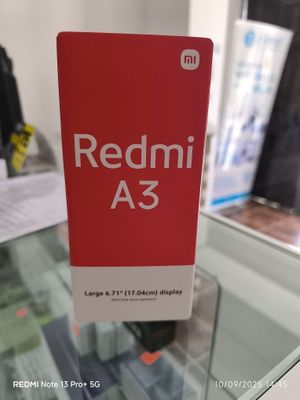 mi
Redmi
A3
Large 6.71" (17.04cm) display
REDMI Note 13 Pro+ 5G
10/09/2025 14:45